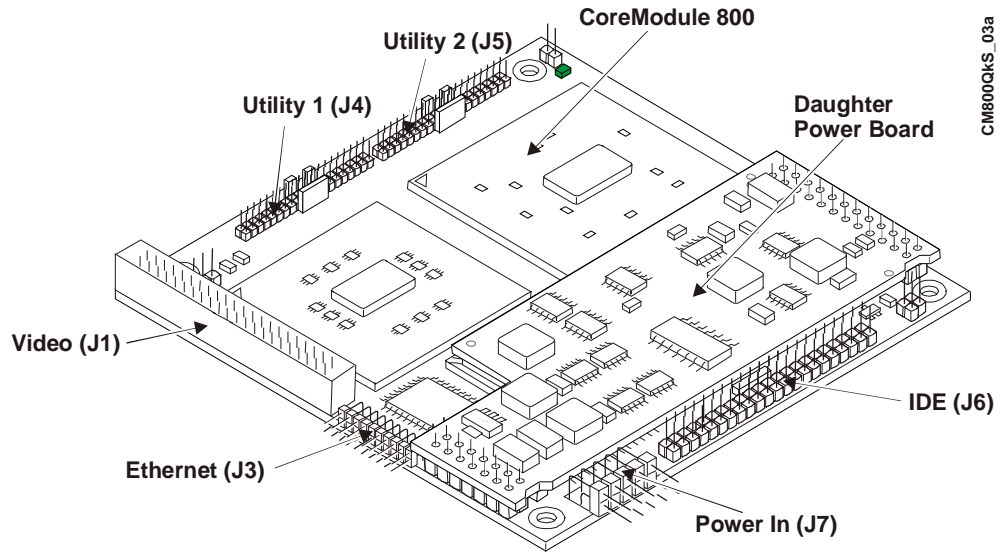 CoreModule 800
Utility 2 (J5)
Utility 1 (J4)
Daughter
Power Board
CM800QkS_03a
Video (J1)
IDE (J6)
Ethernet (J3)
Power In (J7)